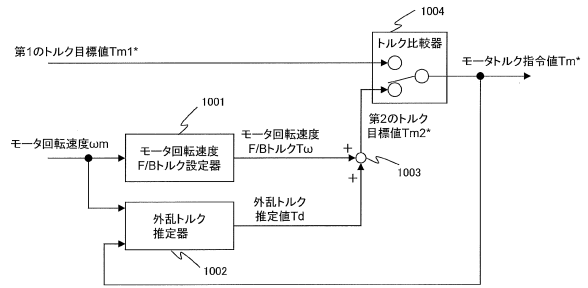 1004
第1のトルク目標値Tm1*
トルク比較器
モータトルク指令値Tm*
1001
第2のトルク
目標値Tm2*
モータ回転速度ωm
モータ回転速度
F/Bトルク設定器
モータ回転速度
F/BトルクTω
+
1003
+
外乱トルク
推定器
外乱トルク
推定値Td
1002